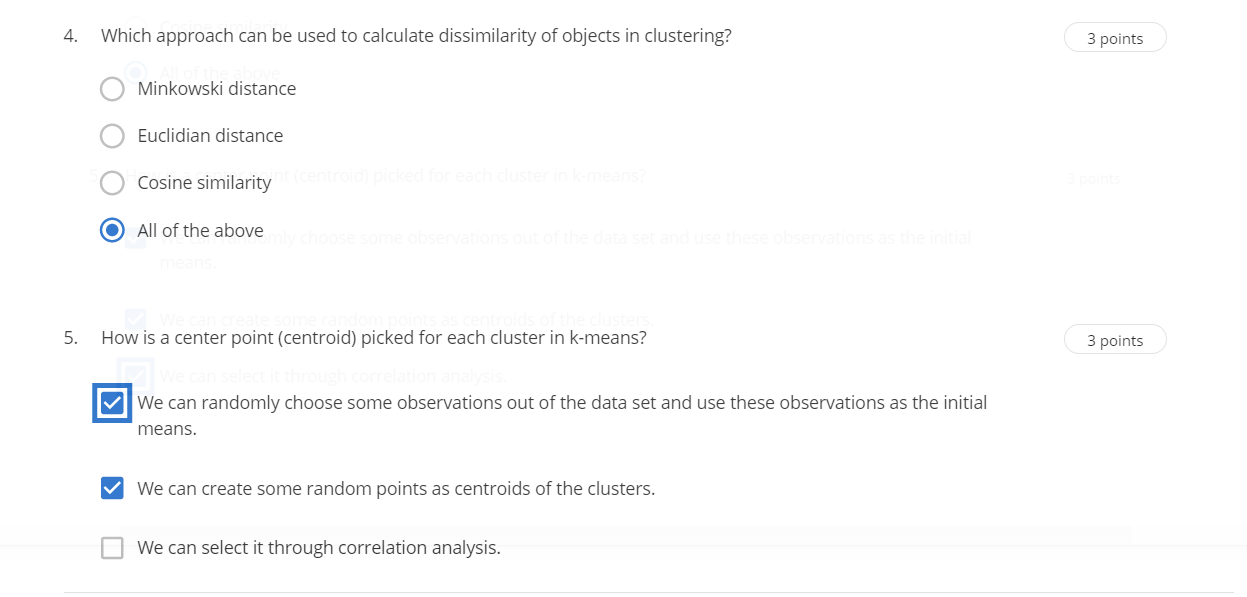 4. Which approach can be used to calculate dissimilarity of objects in clustering?
3 points
Minkowski distance
Euclidian distance
Cosine similarity
All of the above
5. How is a center point (centroid) picked for each cluster in k-means?
3 points
We can randomly choose some observations out of the data set and use these observations as the initial
means.
We can create some random points as centroids of the clusters.
We can select it through correlation analysis.